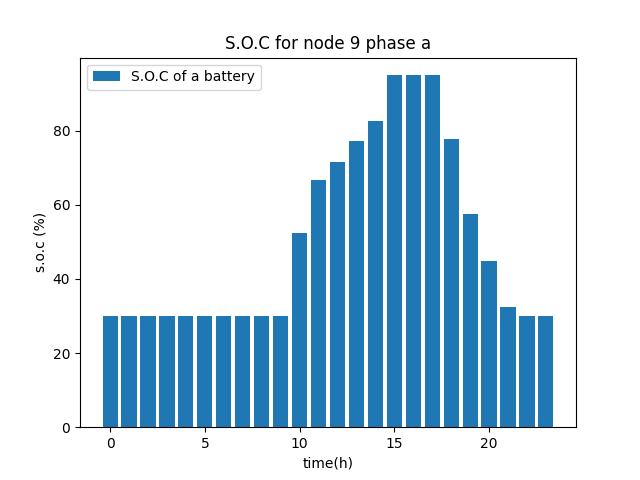 S.O.C for node 9 phase a
S.O.C of a battery
80
60
40
20
0
s.o.c (%)
0 5 10 15 20
time(h)